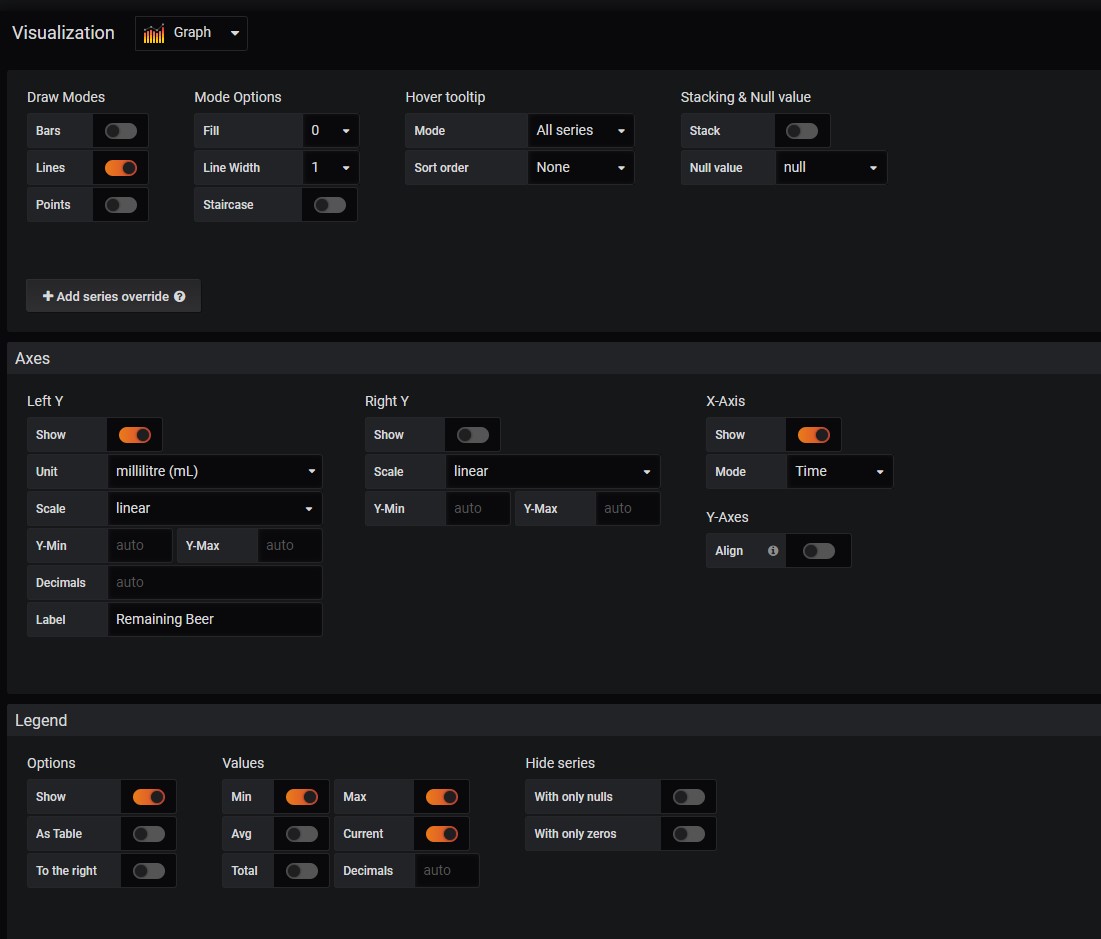 Visualization Graph
Draw Modes Mode Options Hover tooltip Stacking & Null value
Bars Fill 0 Mode All series Stack
Lines Line Width 1 Sort order None Null value null
Points Staircase
Add series override
Axes
Left Y Right Y X-Axis
Show Show Show
Unit millilitre (mL) Scale linear Mode Time
Scale linear Y-Min auto Y-Max auto Y-Axes
Y-Min auto Y-Max auto Align
Decimals auto
Label Remaining Beer
Legend
Options Values Hide series
Show Min Max With only nulls
As Table Avg Current With only zeros
To the right Total Decimals auto